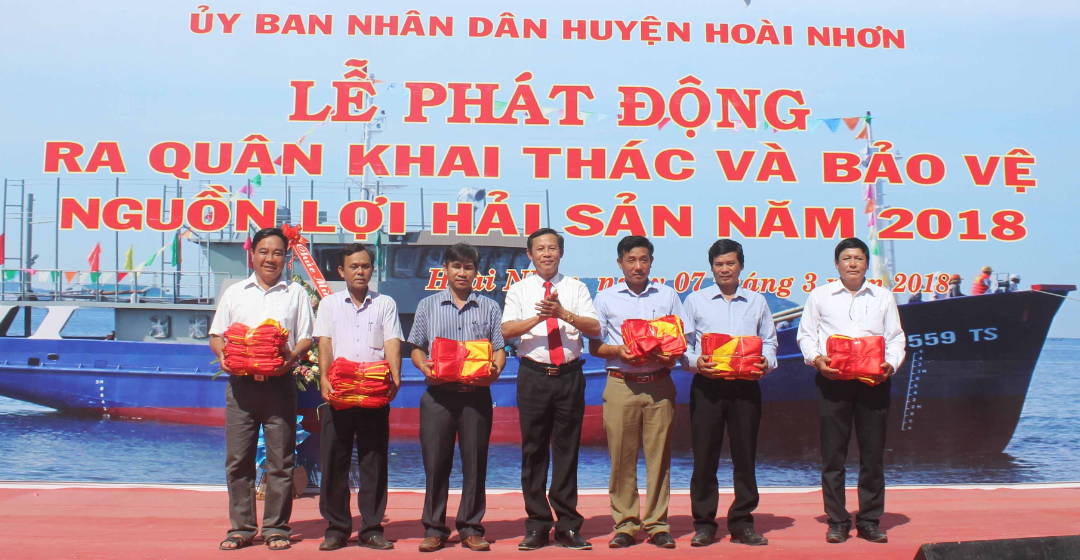 ỦY BAN NHÂN DÂN HUYỆN HOÀI NHƠN
LỄ PHÁT ĐỘNG
RA QUÂN KHAI THÁC VÀ BẢO VỆ
NGUỒN LỢI HẢI SẢN NĂM 2018
07 3 2018
559 TS